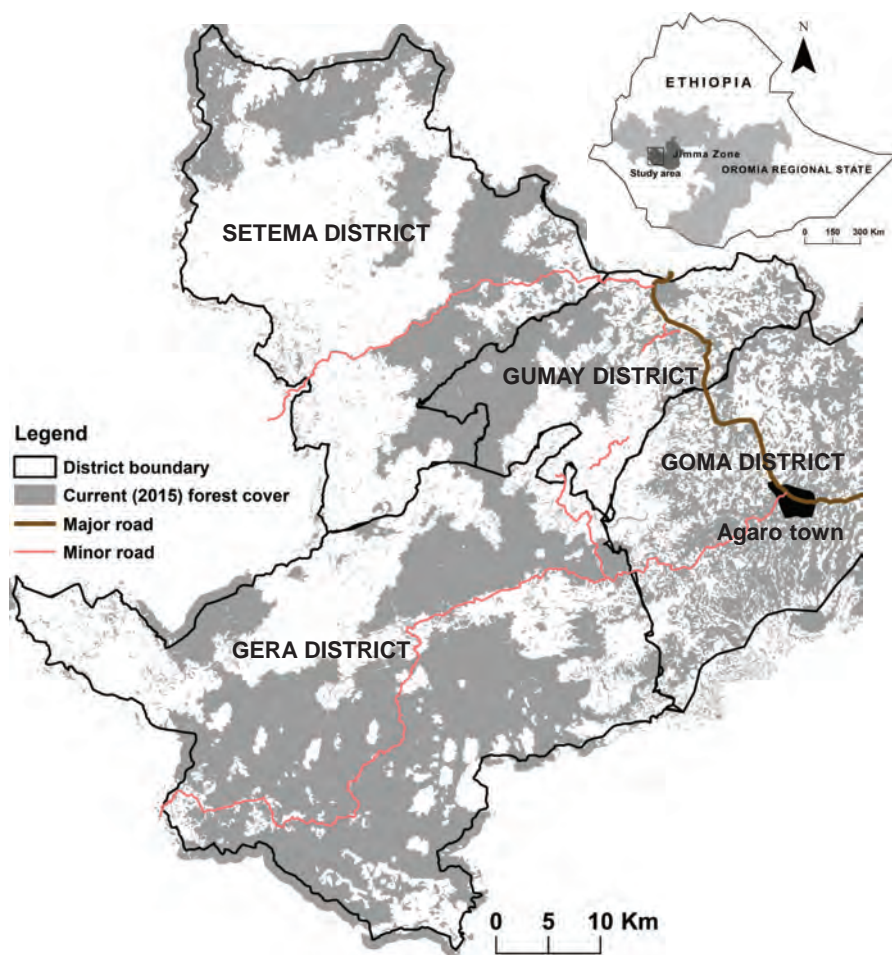 N
ETHIOPIA
Jimma Zone
Study area
OROMIA REGIONAL STATE
0 150 300 Km
SETEMA DISTRICT
GUMAY DISTRICT
Legend
District boundary
Current (2015) forest cover
Major road
Minor road
GOMA DISTRICT
Agaro town
GERA DISTRICT
0 5 10 Km